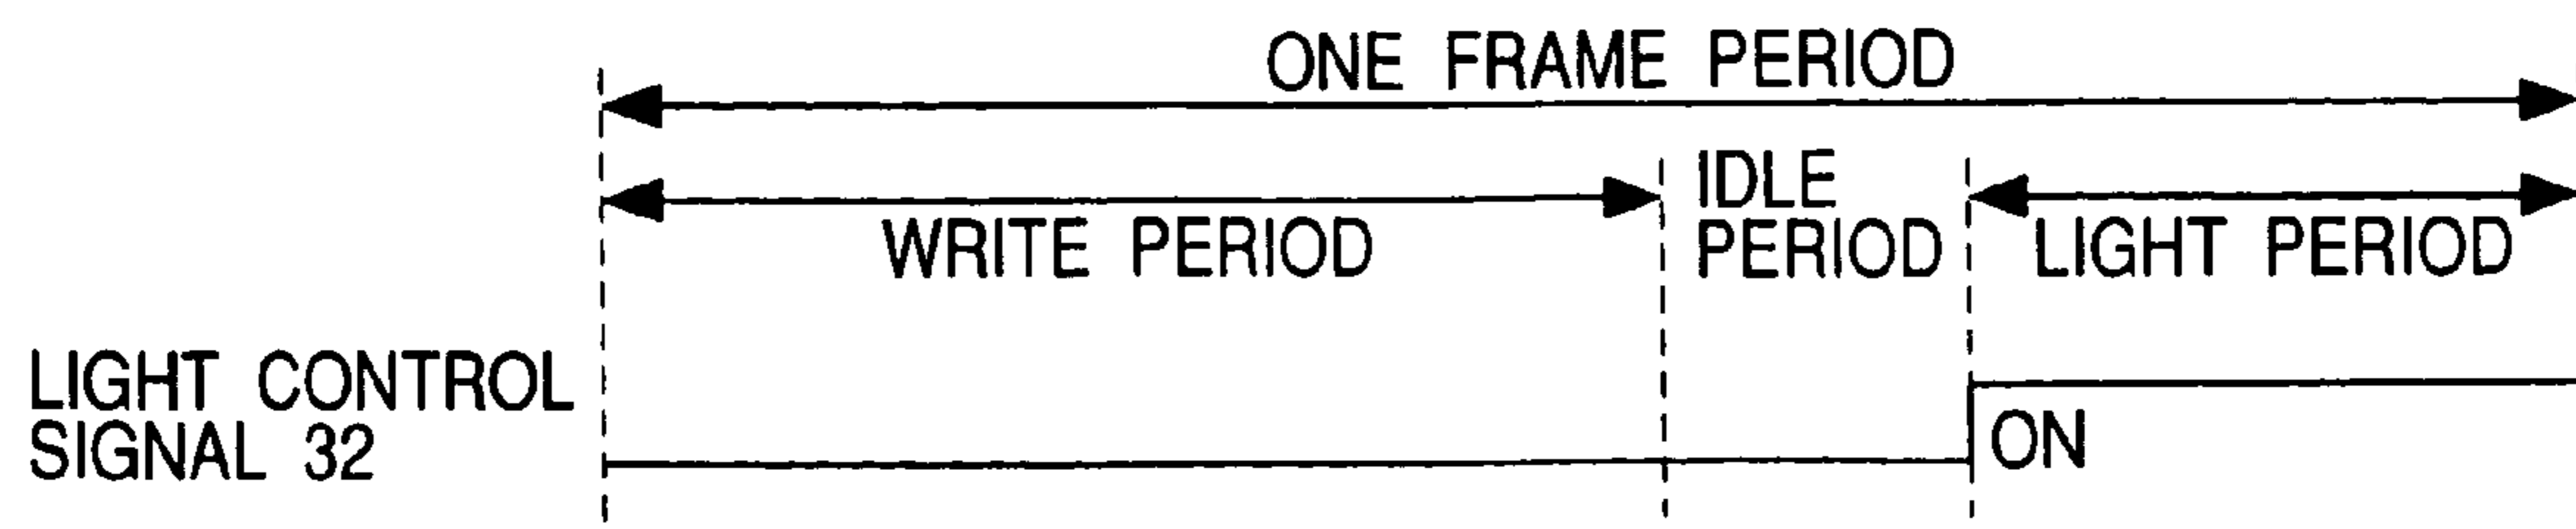 ONE FRAME PERIOD
IDLE
PERIOD
WRITE PERIOD
LIGHT PERIOD
LIGHT CONTROL
SIGNAL 32
ON